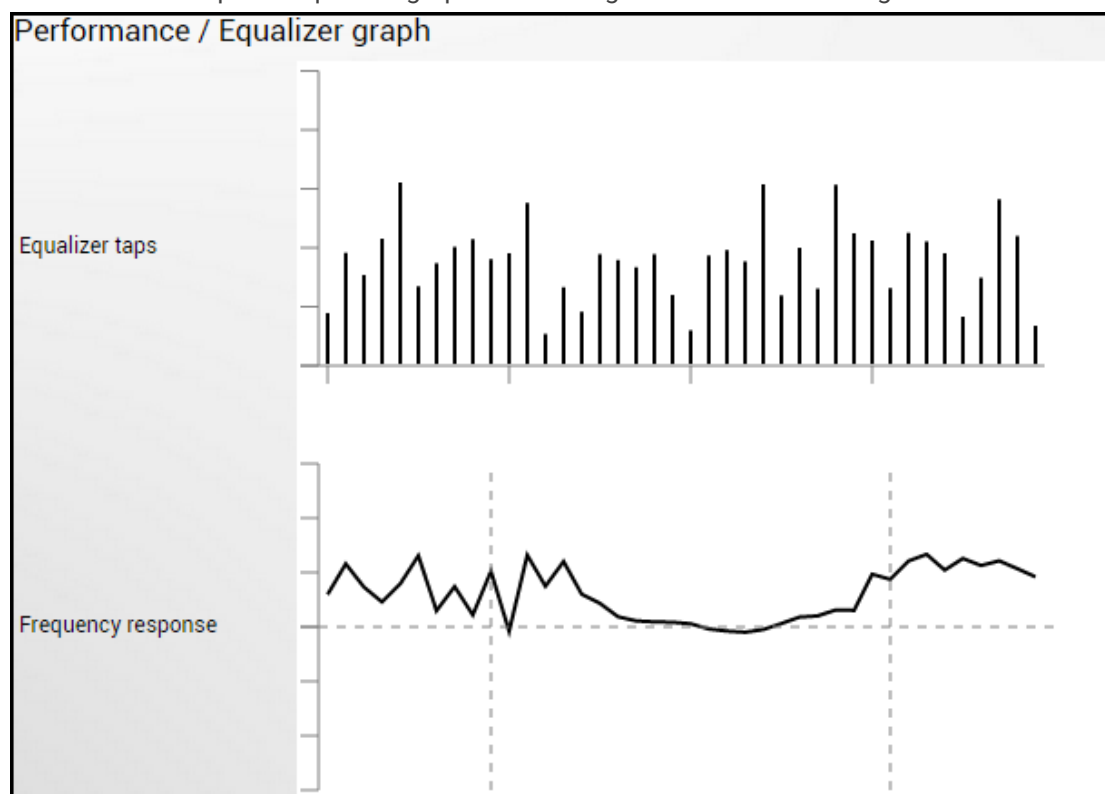 Performance / Equalizer graph
Equalizer taps
Frequency response